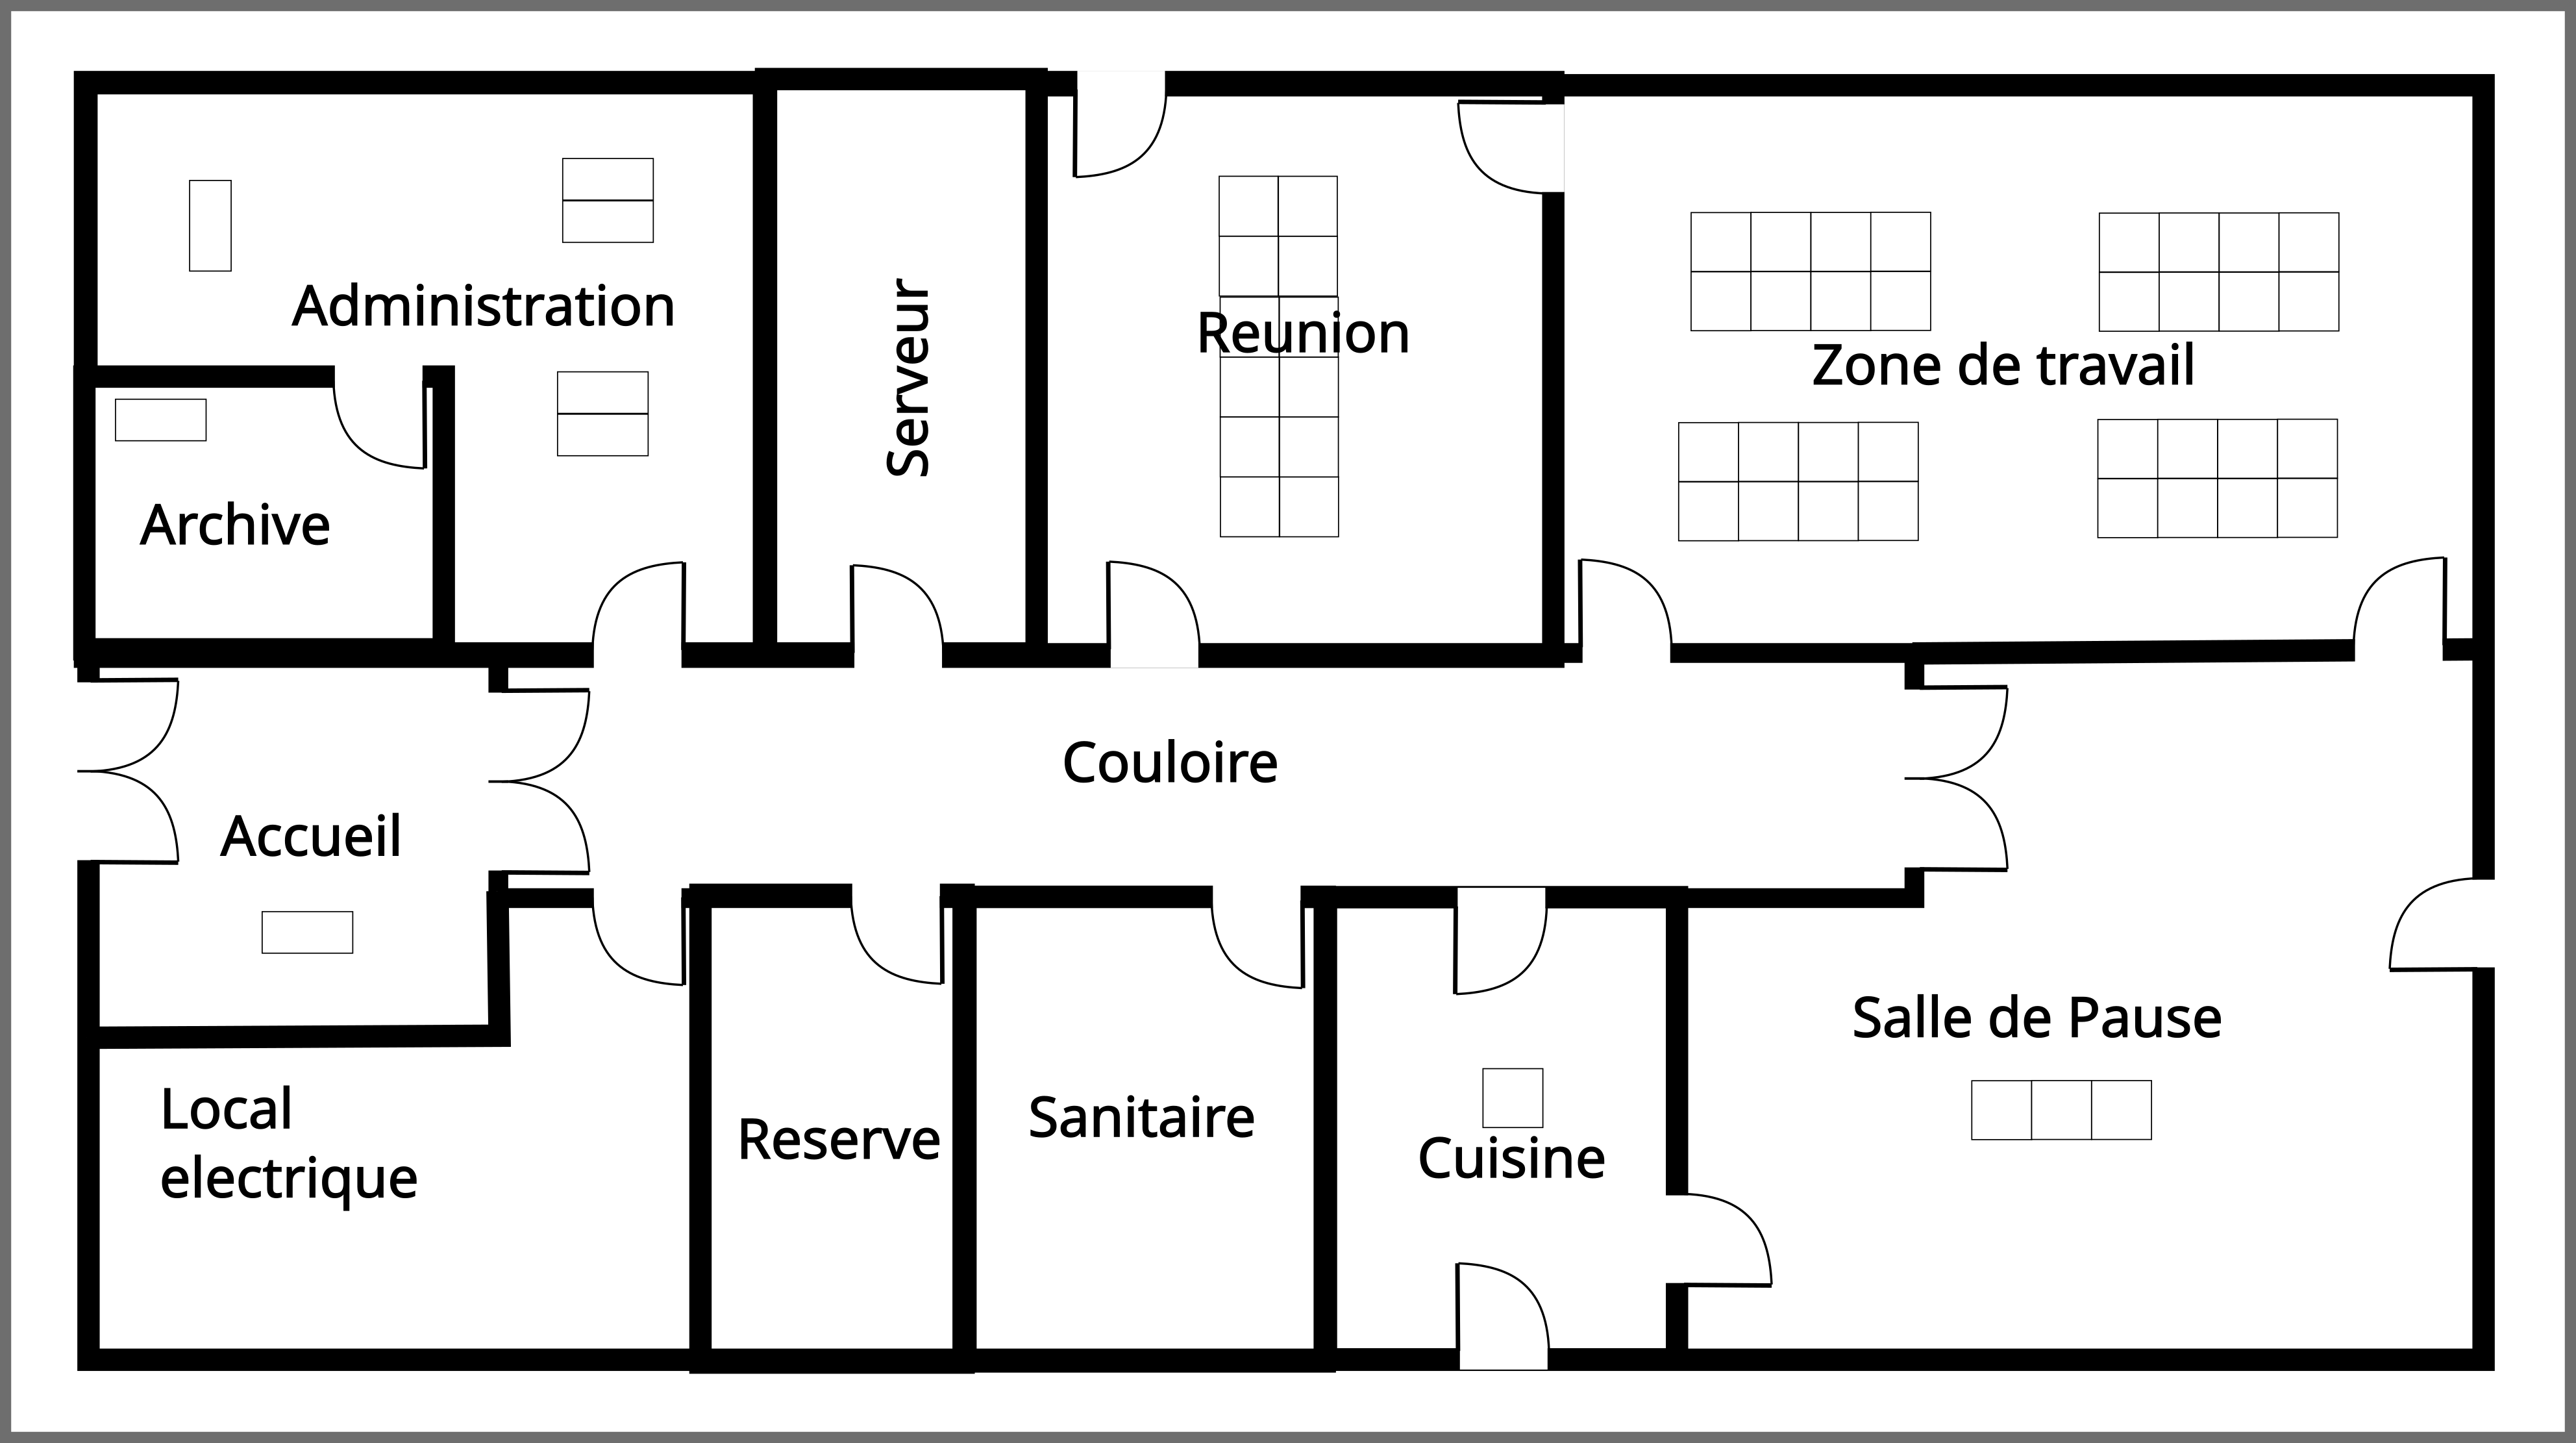 Administration
Serveur
Reunion
Zone de travail
Archive
Couloire
Accueil
Salle de Pause
Local
electrique
Reserve
Sanitaire
Cuisine